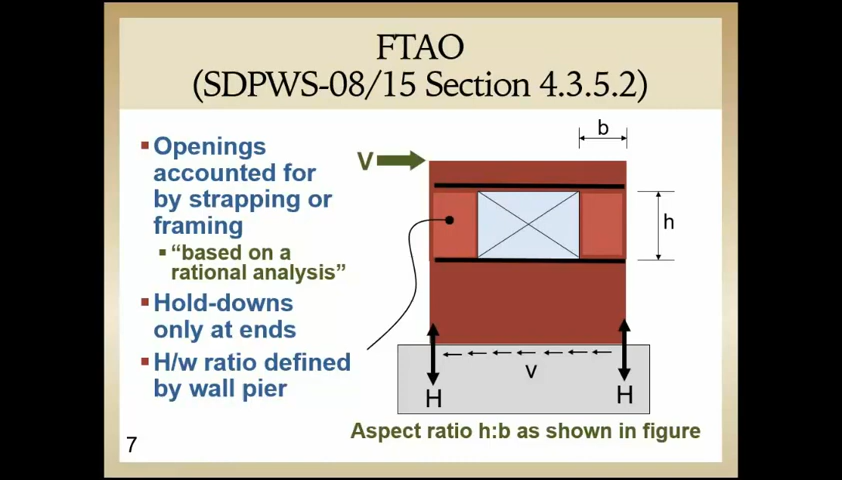 FTAO
(SDPWS-08/15 Section 4.3.5.2)
Openings
accounted for
by strapping or
framing
“based on a
rational analysis”
Hold-downs
only at ends
H/w ratio defined
by wall pier
b
V
h
v
H
H
Aspect ratio h:b as shown in figure
7